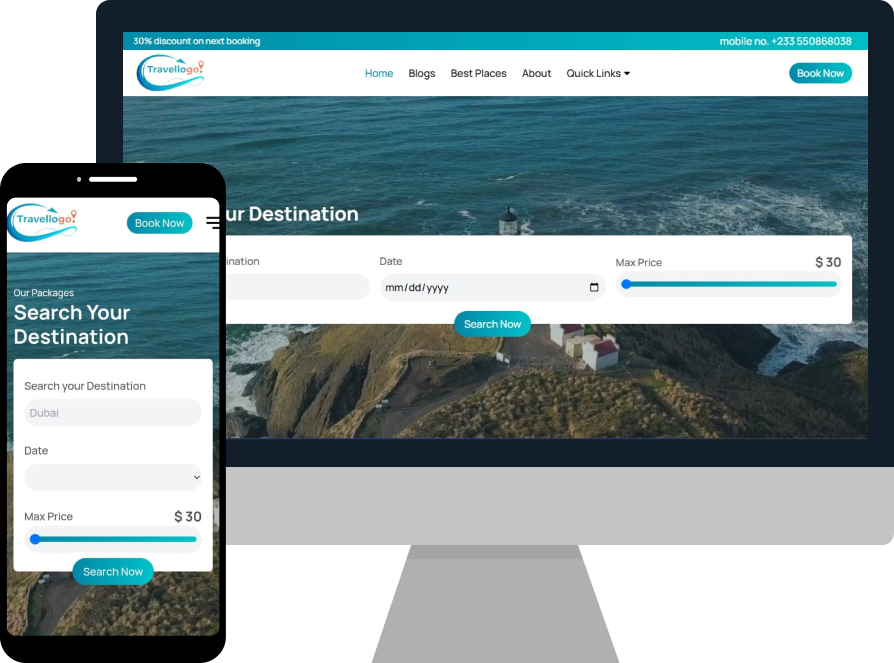 30% discount on next booking
mobile no. +233 550868038
Travellogo
Home Blogs Best Places About Quick Links
Book Now
ur Destination
ination
Date
mm/dd/yyyy
Max Price
$ 30
Search Now
Travellogo
Book Now
Our Packages
Search Your
Destination
Search your Destination
Dubai
Date
Max Price
$ 30
Search Now